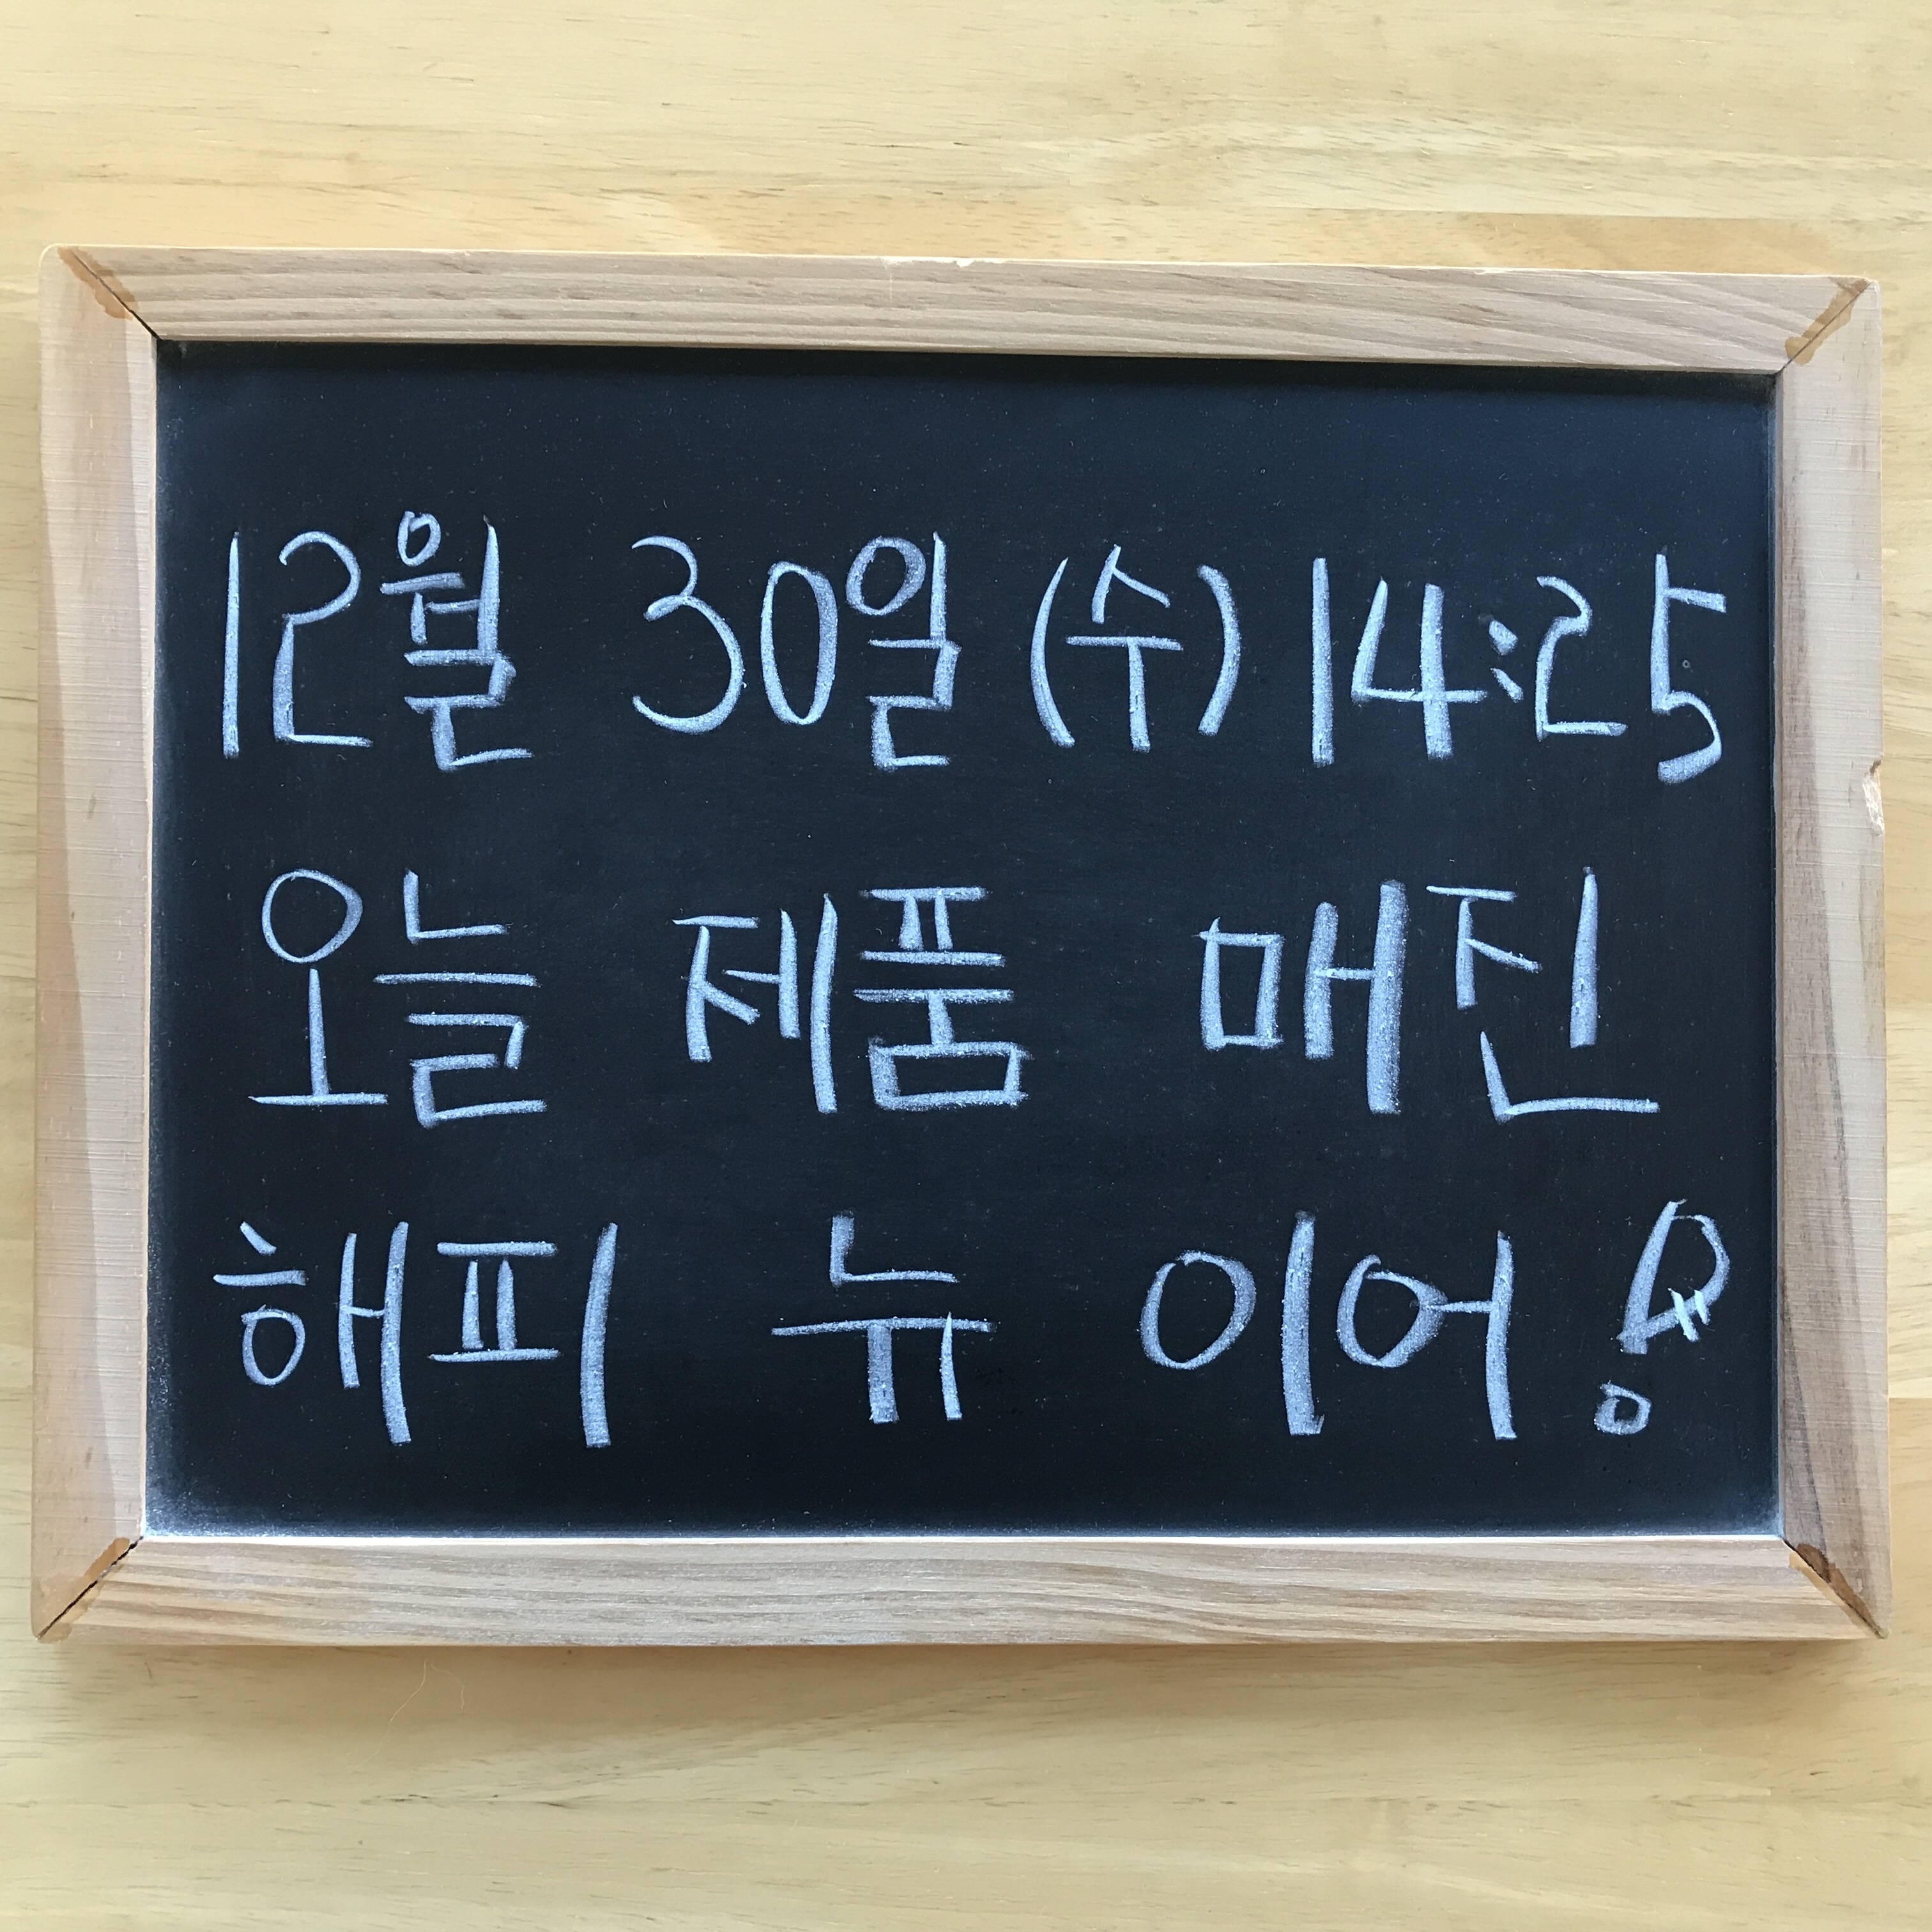 12월 30일 (수) 14:25
오늘 제품 매진
해피 뉴 이어!